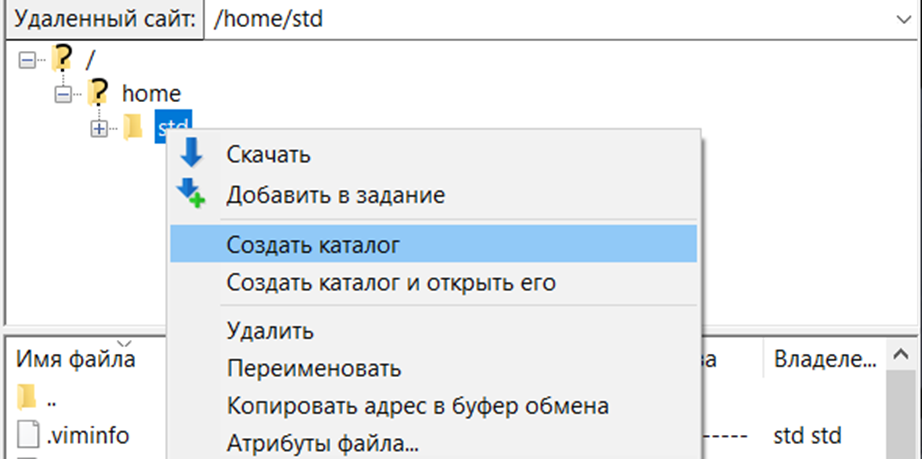 Удаленный сайт: /home/std
/
home
std
Скачать
Добавить в задание
Создать каталог
Создать каталог и открыть его
Удалить
Переименовать
Копировать адрес в буфер обмена
Атрибуты файла...
Имя файла ва Владеле...
..
.viminfo ------ std std